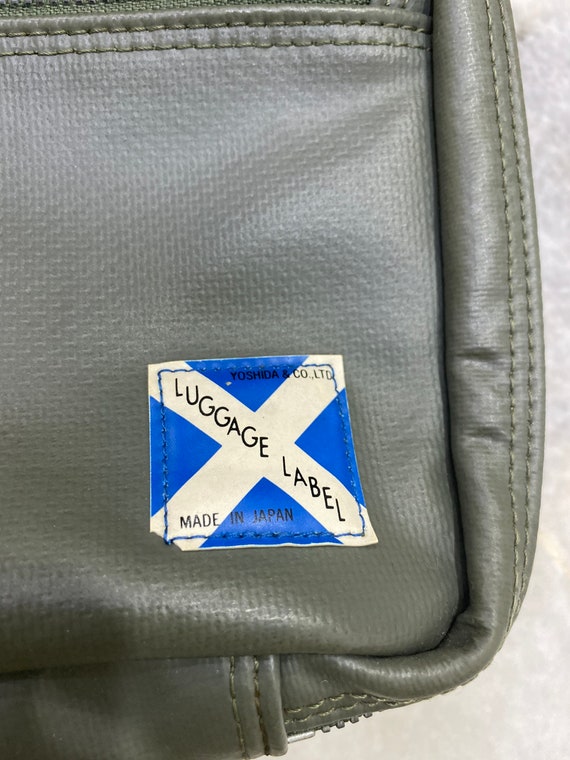 YOSHIDA & CO.,LTD
LUGGAGE LABEL
MADE IN JAPAN